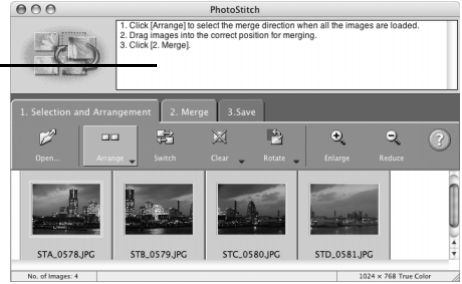 PhotoStitch
1. Click [Arrange] to select the merge direction when all the images are loaded.
2. Drag images into the correct position for merging.
3. Click [2. Merge].
1. Selection and Arrangement 2. Merge 3.Save
Open... Arrange Switch Clear Rotate Enlarge Reduce ?
STA_0578.JPG STB_0579.JPG STC_0580.JPG STD_0581.JPG
No. of Images: 4 1024 × 768 True Color